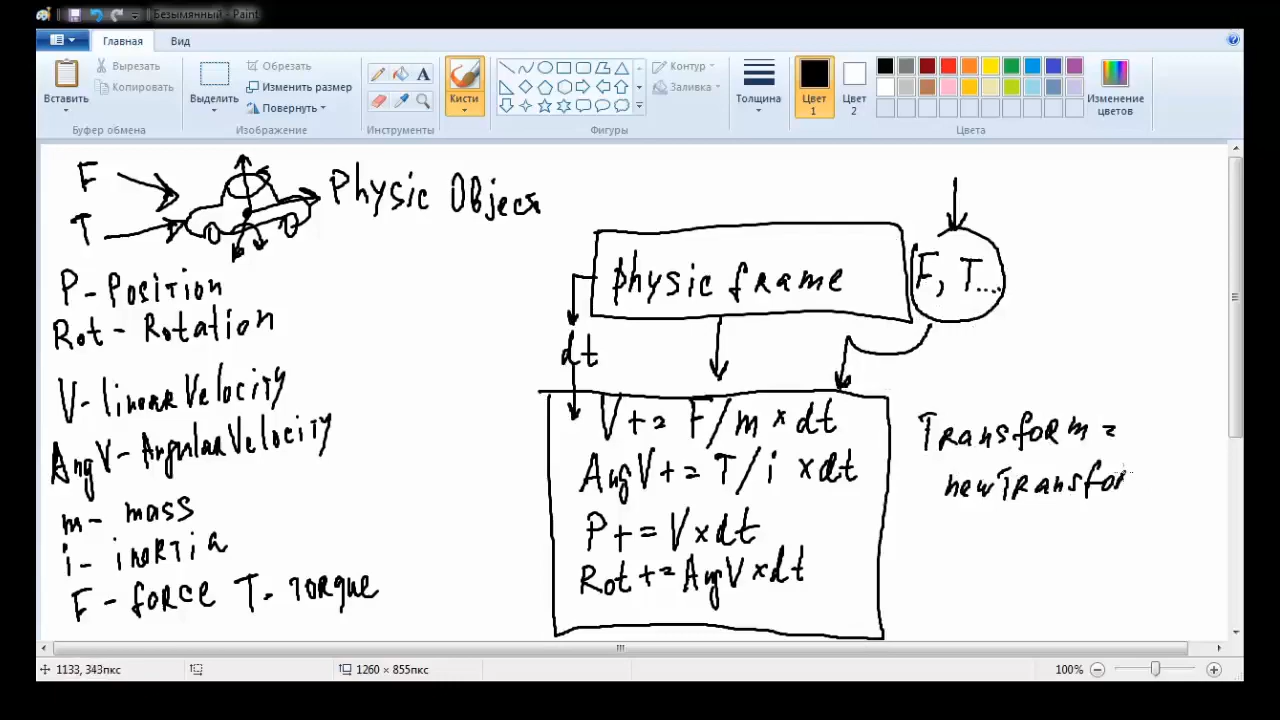 Безымянный - Paint
Главная
Вид
Вставить
Вырезать
Копировать
Буфер обмена
Выделить
Обрезать
Изменить размер
Повернуть
Изображение
Инструменты
Кисти
Фигуры
Контур
Заливка
Толщина
Цвет 1
Цвет 2
Изменение цветов
Цвета
F
T
Physic Object
P - Position
Rot - Rotation
V - linear Velocity
AngV - Angular Velocity
m - mass
i - inertia
F - force T - Torque
physic frame
F, T...
dt
V += F/m × dt
AngV += T/i × dt
P += V × dt
Rot += AngV × dt
Transform =
newTransfor
1133, 343пкс
1260 × 855пкс
100%